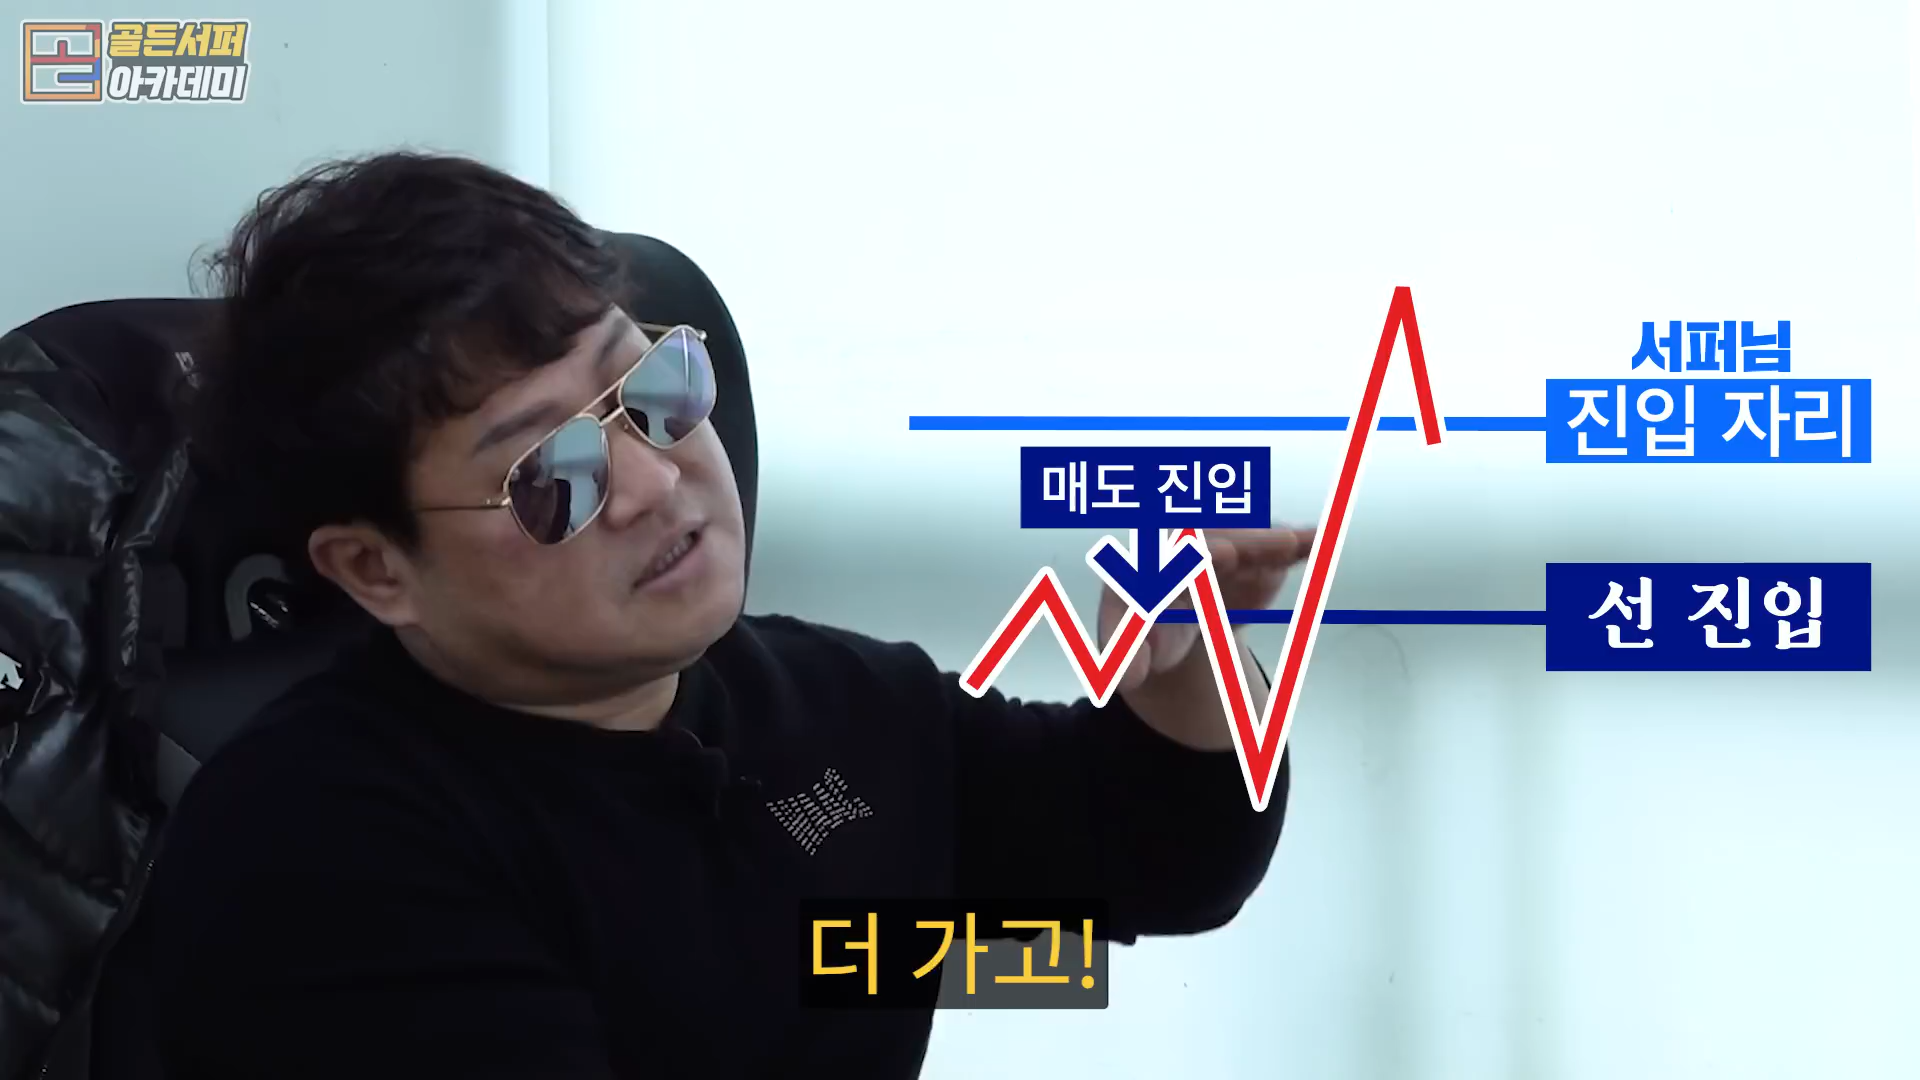 골든서퍼
아카데미
서퍼님
진입 자리
매도 진입
선 진입
더 가고!